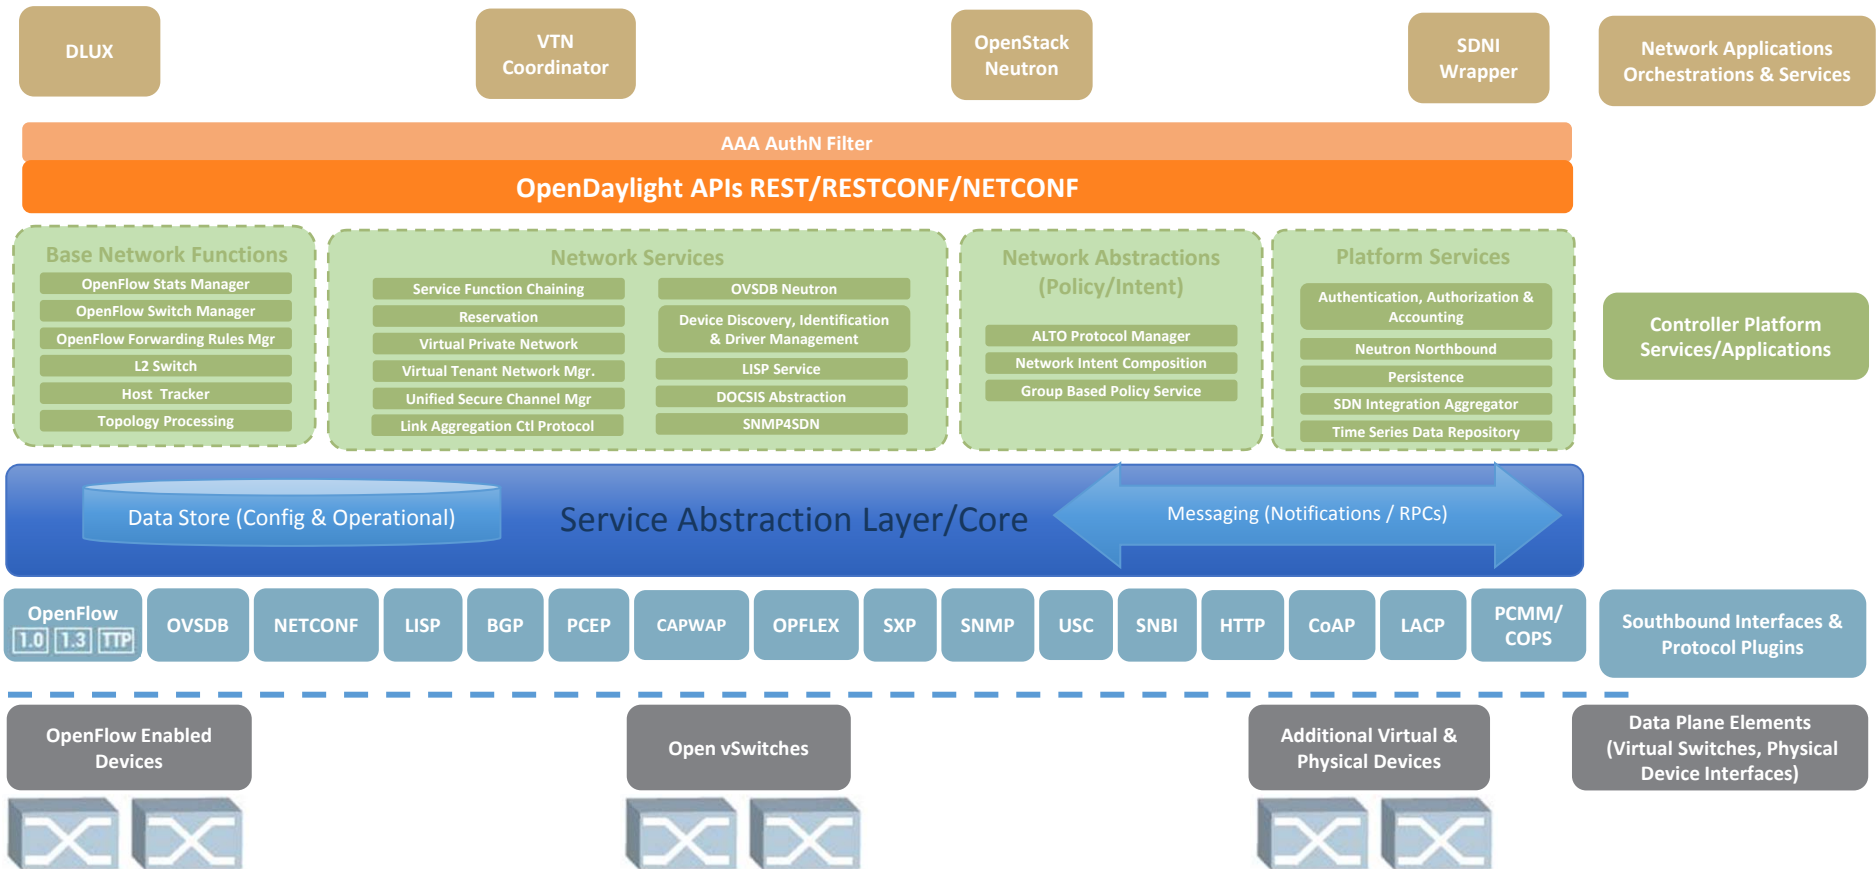 DLUX
VTN
Coordinator
OpenStack
Neutron
SDNI
Wrapper
Network Applications
Orchestrations & Services
AAA AuthN Filter
OpenDaylight APIs REST/RESTCONF/NETCONF
Base Network Functions
OpenFlow Stats Manager
OpenFlow Switch Manager
OpenFlow Forwarding Rules Mgr
L2 Switch
Host Tracker
Topology Processing
Network Services
Service Function Chaining
Reservation
Virtual Private Network
Virtual Tenant Network Mgr.
Unified Secure Channel Mgr
Link Aggregation Ctl Protocol
OVSDB Neutron
Device Discovery, Identification
& Driver Management
LISP Service
DOCSIS Abstraction
SNMP4SDN
Network Abstractions
(Policy/Intent)
ALTO Protocol Manager
Network Intent Composition
Group Based Policy Service
Platform Services
Authentication, Authorization &
Accounting
Neutron Northbound
Persistence
SDN Integration Aggregator
Time Series Data Repository
Controller Platform
Services/Applications
Data Store (Config & Operational)
Service Abstraction Layer/Core
Messaging (Notifications / RPCs)
OpenFlow
1.0 1.3 TTP
OVSDB
NETCONF
LISP
BGP
PCEP
CAPWAP
OPFLEX
SXP
SNMP
USC
SNBI
HTTP
CoAP
LACP
PCMM/
COPS
Southbound Interfaces &
Protocol Plugins
OpenFlow Enabled
Devices
Open vSwitches
Additional Virtual &
Physical Devices
Data Plane Elements
(Virtual Switches, Physical
Device Interfaces)